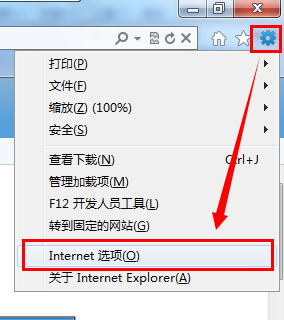 打印(P)
文件(F)
缩放(Z) (100%)
安全(S)
查看下载(N) Ctrl+J
管理加载项(M)
F12 开发人员工具(L)
转到固定的网站(G)
Internet 选项(O)
关于 Internet Explorer(A)